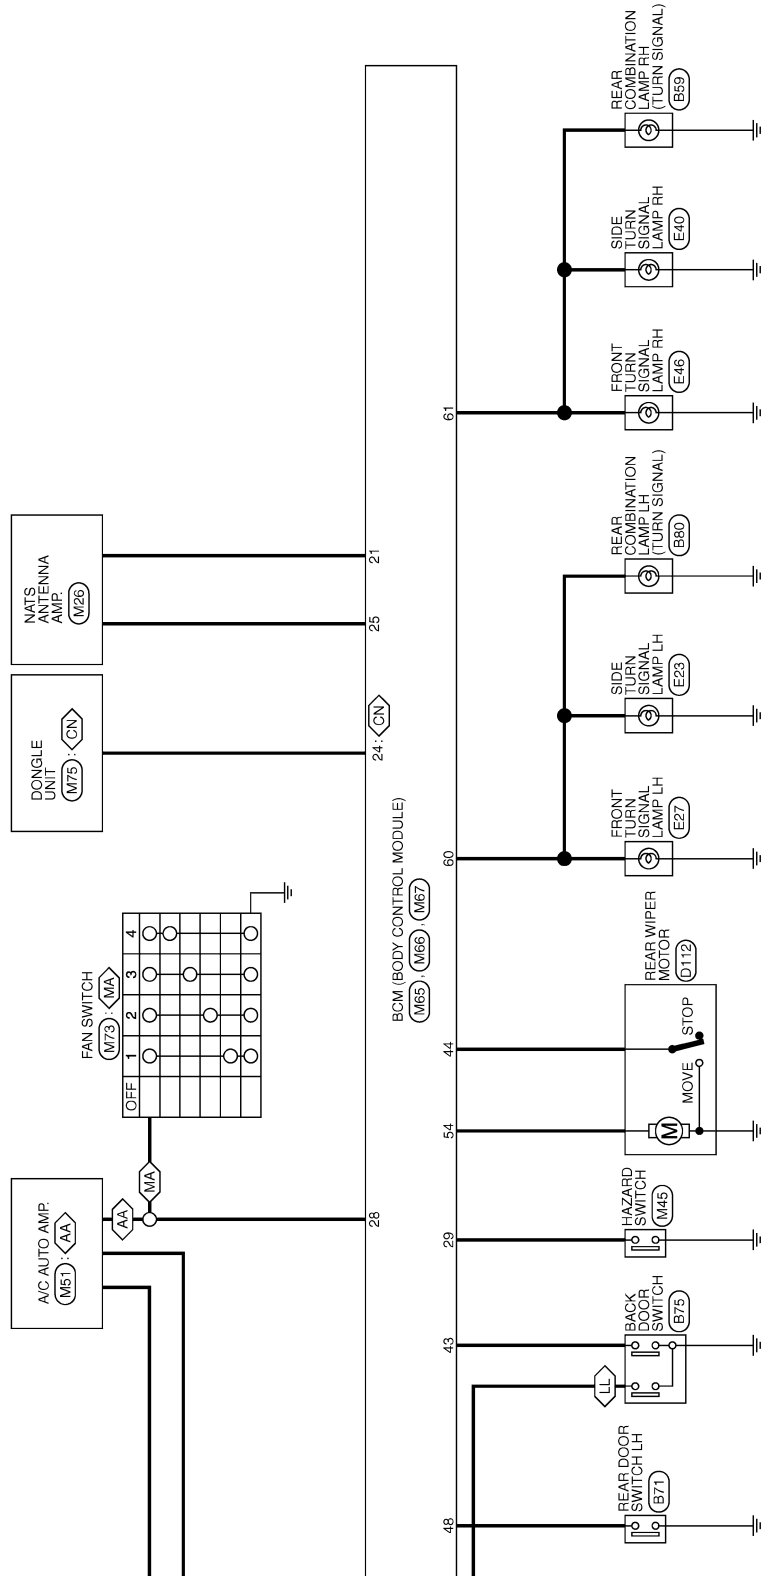 A/C AUTO AMP.
M51 : AA
AA
MA
28
FAN SWITCH
M73 : MA
OFF 1 2 3 4
DONGLE
UNIT
M75 : CN
24 : CN
NATS
ANTENNA
AMP.
M26
25
21
BCM (BODY CONTROL MODULE)
M65 , M66 , M67
48
43
29
54
44
60
61
REAR DOOR
SWITCH LH
B71
LL
BACK
DOOR
SWITCH
B75
HAZARD
SWITCH
M45
REAR WIPER
MOTOR
D112
M
MOVE
STOP
FRONT
TURN
SIGNAL
LAMP LH
E27
SIDE
TURN
SIGNAL
LAMP LH
E23
REAR
COMBINATION
LAMP LH
(TURN SIGNAL)
B80
FRONT
TURN
SIGNAL
LAMP RH
E46
SIDE
TURN
SIGNAL
LAMP RH
E40
REAR
COMBINATION
LAMP RH
(TURN SIGNAL)
B59